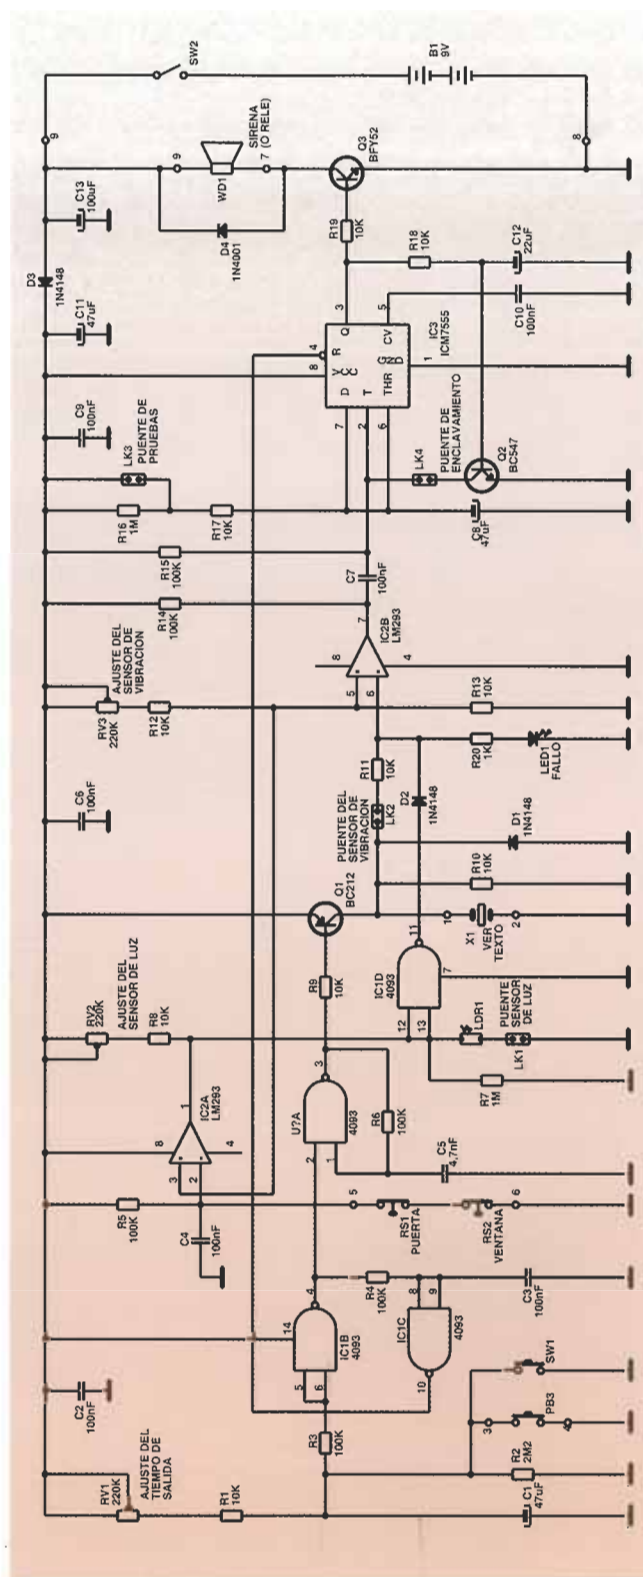 SW2
B1
9V
9
8
C13
100uF
9
WD1
7
SIRENA
(O RELE)
Q3
BFY52
D4
1N4001
R19
10K
R18
10K
C12
22uF
D3
1N4148
C11
47uF
C10
100nF
3
5
Q
CV
IC3
ICM7555
4
R
8
V
C
C
G
N
D
1
D
T
THR
7
2
6
C9
100nF
LK3
PUENTE DE
PRUEBAS
R16
1M
R17
10K
LK4
PUENTE DE
ENCLAVAMIENTO
Q2
BC547
C8
47uF
R15
100K
R14
100K
C7
100nF
7
IC2B
LM293
8
4
5
6
AJUSTE DEL
SENSOR DE
VIBRACION
RV3
220K
R12
10K
R13
10K
R20
1K
LED1
FALLO
C6
100nF
R11
10K
PUENTE DEL
SENSOR DE
VIBRACION
LK2
D2
1N4148
D1
1N4148
R10
10K
Q1
BC212
10
X1
VER
TEXTO
2
R9
10K
11
IC1D
4093
7
12
13
LDR1
PUENTE
SENSOR
DE LUZ
LK1
R7
1M
RV2
220K
AJUSTE DEL
SENSOR DE LUZ
R8
10K
1
IC2A
LM293
8
4
3
2
3
U?A
4093
2
1
R6
100K
C5
4.7nF
R5
100K
C4
100nF
5
RS1
PUERTA
RS2
VENTANA
6
4
14
IC1B
4093
5
6
R4
100K
8
9
IC1C
4093
10
C3
100nF
C2
100nF
R3
100K
SW1
PB3
3
4
R2
2M2
RV1
220K
AJUSTE DEL
TIEMPO DE
SALIDA
R1
10K
C1
47uF